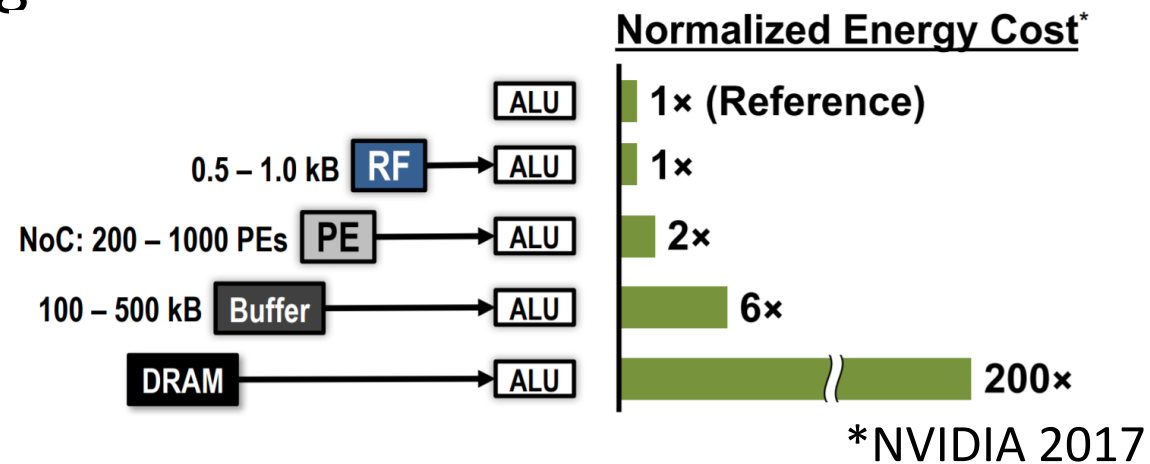 Normalized Energy Cost*
ALU 1× (Reference)
0.5 – 1.0 kB RF ALU 1×
NoC: 200 – 1000 PEs PE ALU 2×
100 – 500 kB Buffer ALU 6×
DRAM ALU 200×
*NVIDIA 2017